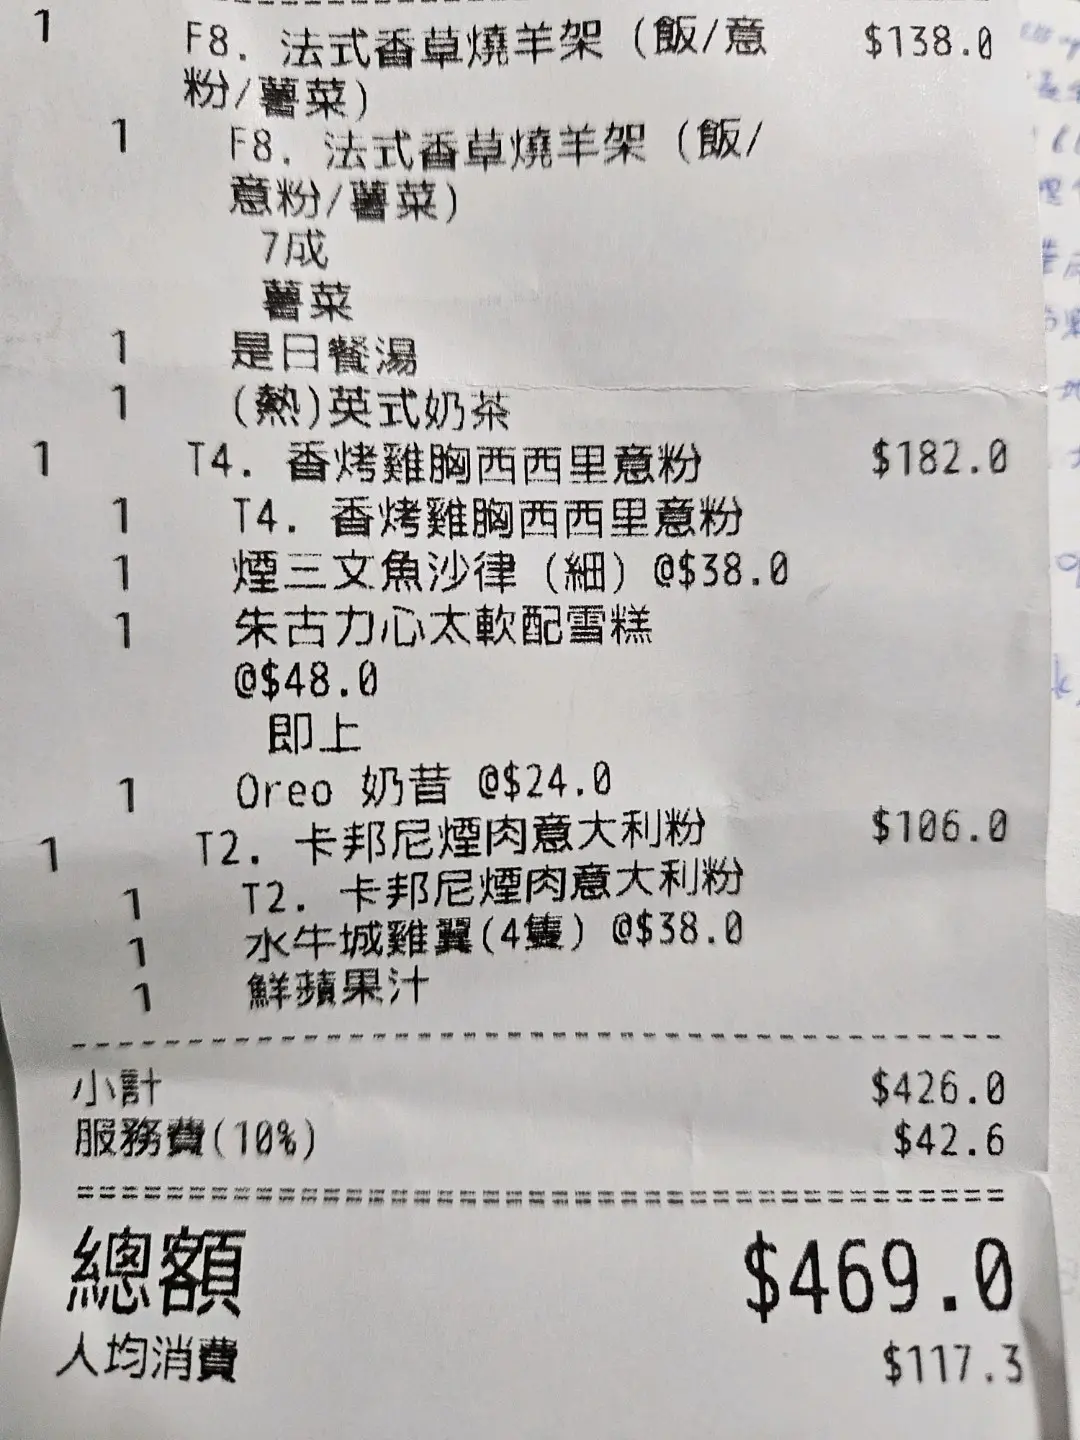 1 F8. 法式香草燒羊架 (飯/意 $138.0
粉/薯菜)
1 F8. 法式香草燒羊架 (飯/
意粉/薯菜)
7成
薯菜
1 是日餐湯
1 (熱)英式奶茶
1 T4. 香烤雞胸西西里意粉 $182.0
1 T4. 香烤雞胸西西里意粉
1 煙三文魚沙律 (細) @$38.0
1 朱古力心太軟配雪糕
@$48.0
即上
1 Oreo 奶昔 @$24.0
1 T2. 卡邦尼煙肉意大利粉 $106.0
1 T2. 卡邦尼煙肉意大利粉
1 水牛城雞翼(4隻) @$38.0
1 鮮蘋果汁
小計 $426.0
服務費(10%) $42.6
總額 $469.0
人均消費 $117.3